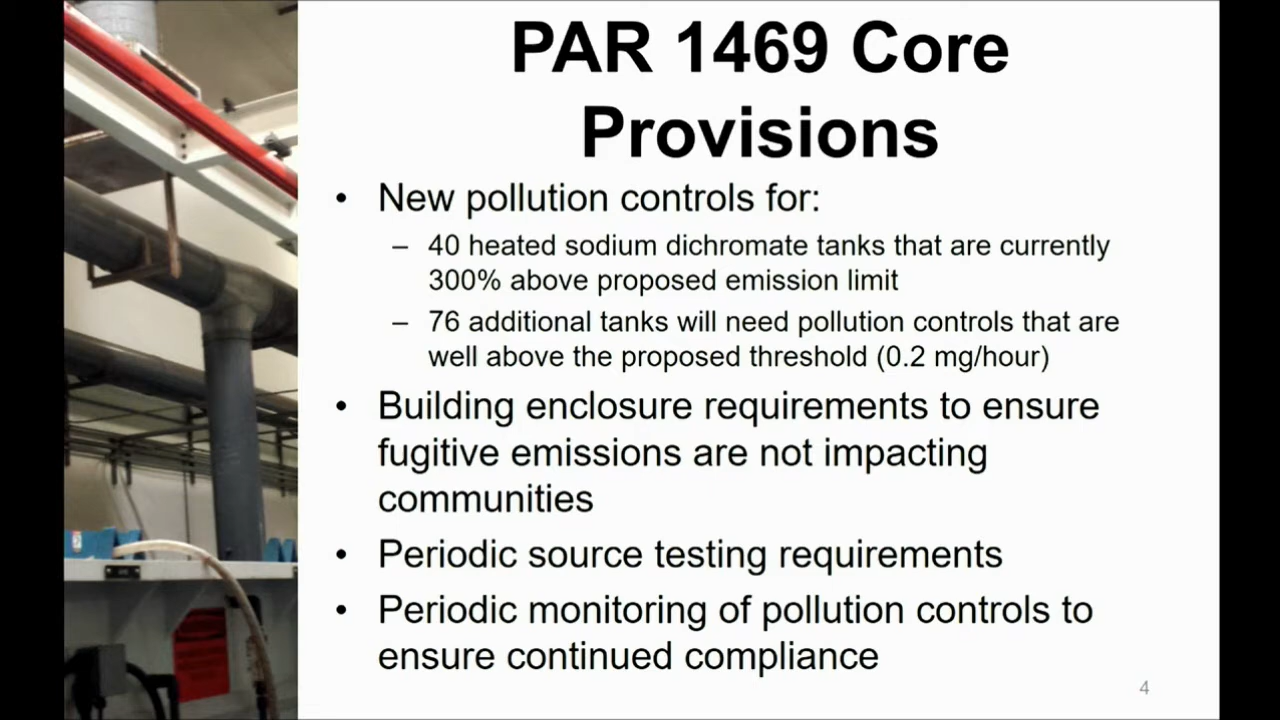 PAR 1469 Core
Provisions
• New pollution controls for:
– 40 heated sodium dichromate tanks that are currently
300% above proposed emission limit
– 76 additional tanks will need pollution controls that are
well above the proposed threshold (0.2 mg/hour)
• Building enclosure requirements to ensure
fugitive emissions are not impacting
communities
• Periodic source testing requirements
• Periodic monitoring of pollution controls to
ensure continued compliance
4